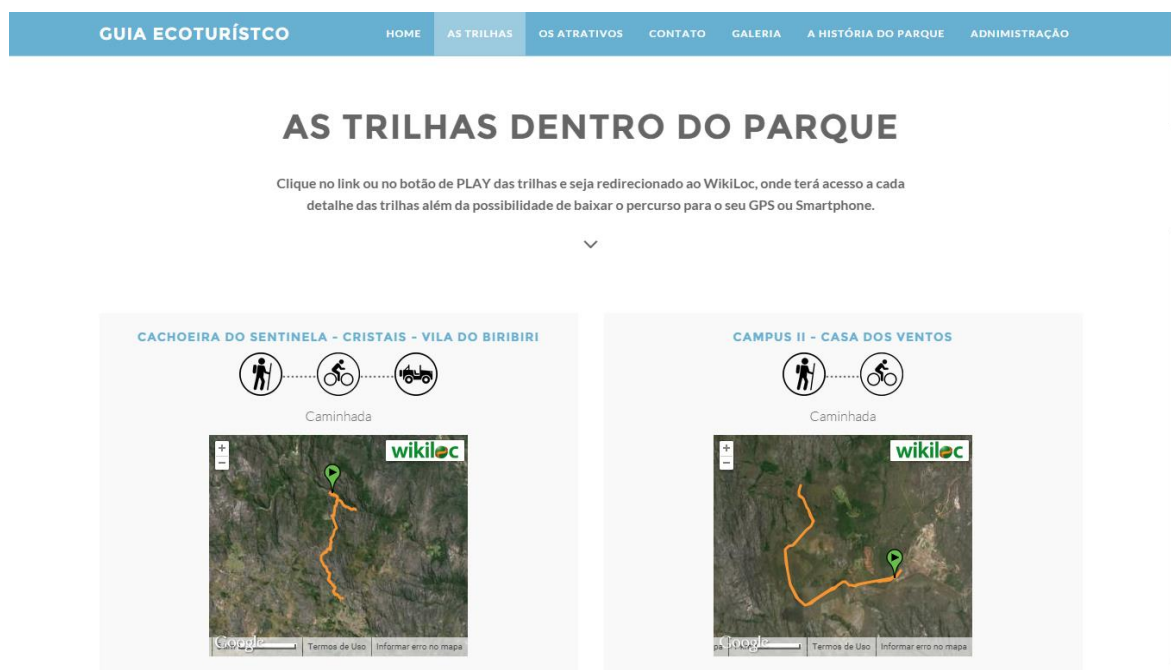 GUIA ECOTURÍSTCO
HOME AS TRILHAS OS ATRATIVOS CONTATO GALERIA A HISTÓRIA DO PARQUE ADNIMISTRAÇÃO
AS TRILHAS DENTRO DO PARQUE
Clique no link ou no botão de PLAY das trilhas e seja redirecionado ao WikiLoc, onde terá acesso a cada
detalhe das trilhas além da possibilidade de baixar o percurso para o seu GPS ou Smartphone.
CACHOEIRA DO SENTINELA - CRISTAIS - VILA DO BIRIBIRI
Caminhada
+
−
wikiloc
Google
Termos de Uso Informar erro no mapa
CAMPUS II - CASA DOS VENTOS
Caminhada
+
−
wikiloc
Google
Termos de Uso Informar erro no mapa